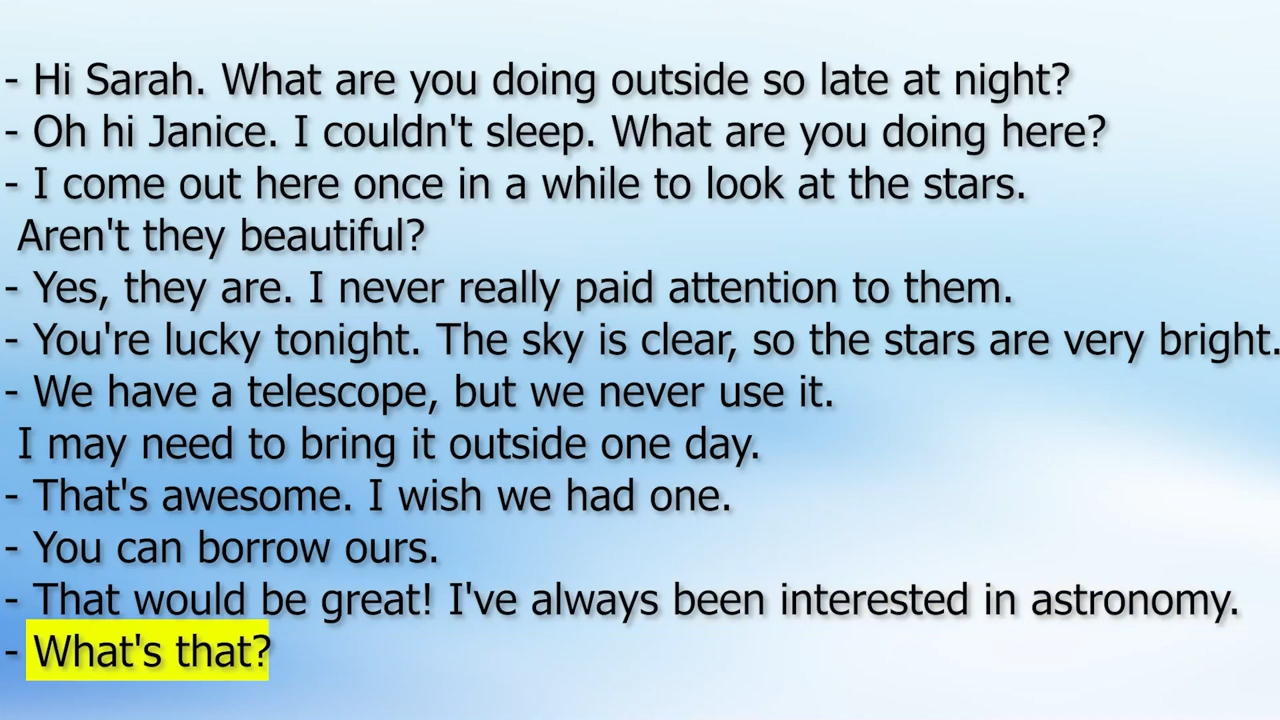 - Hi Sarah. What are you doing outside so late at night?
- Oh hi Janice. I couldn't sleep. What are you doing here?
- I come out here once in a while to look at the stars.
Aren't they beautiful?
- Yes, they are. I never really paid attention to them.
- You're lucky tonight. The sky is clear, so the stars are very bright.
- We have a telescope, but we never use it.
I may need to bring it outside one day.
- That's awesome. I wish we had one.
- You can borrow ours.
- That would be great! I've always been interested in astronomy.
- What's that?